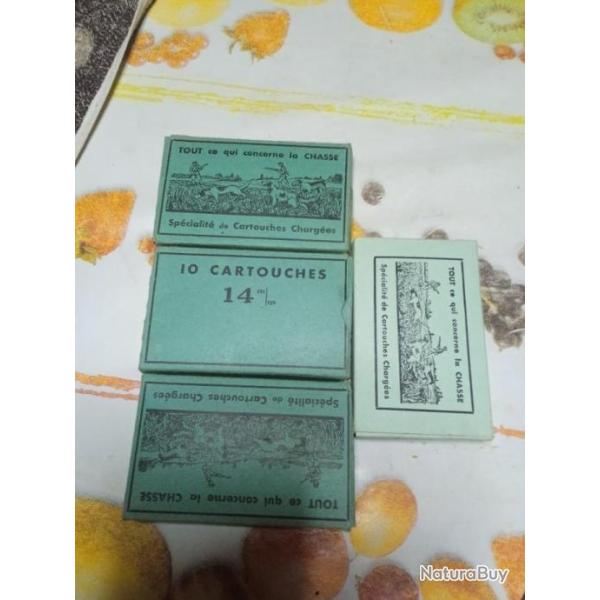 TOUT ce qui concerne la CHASSE
Spécialité de Cartouches Chargées
10 CARTOUCHES
14 m/m
Spécialité de Cartouches Chargées
TOUT ce qui concerne la CHASSE
TOUT ce qui concerne la CHASSE
Spécialité de Cartouches Chargées
NaturaBuy